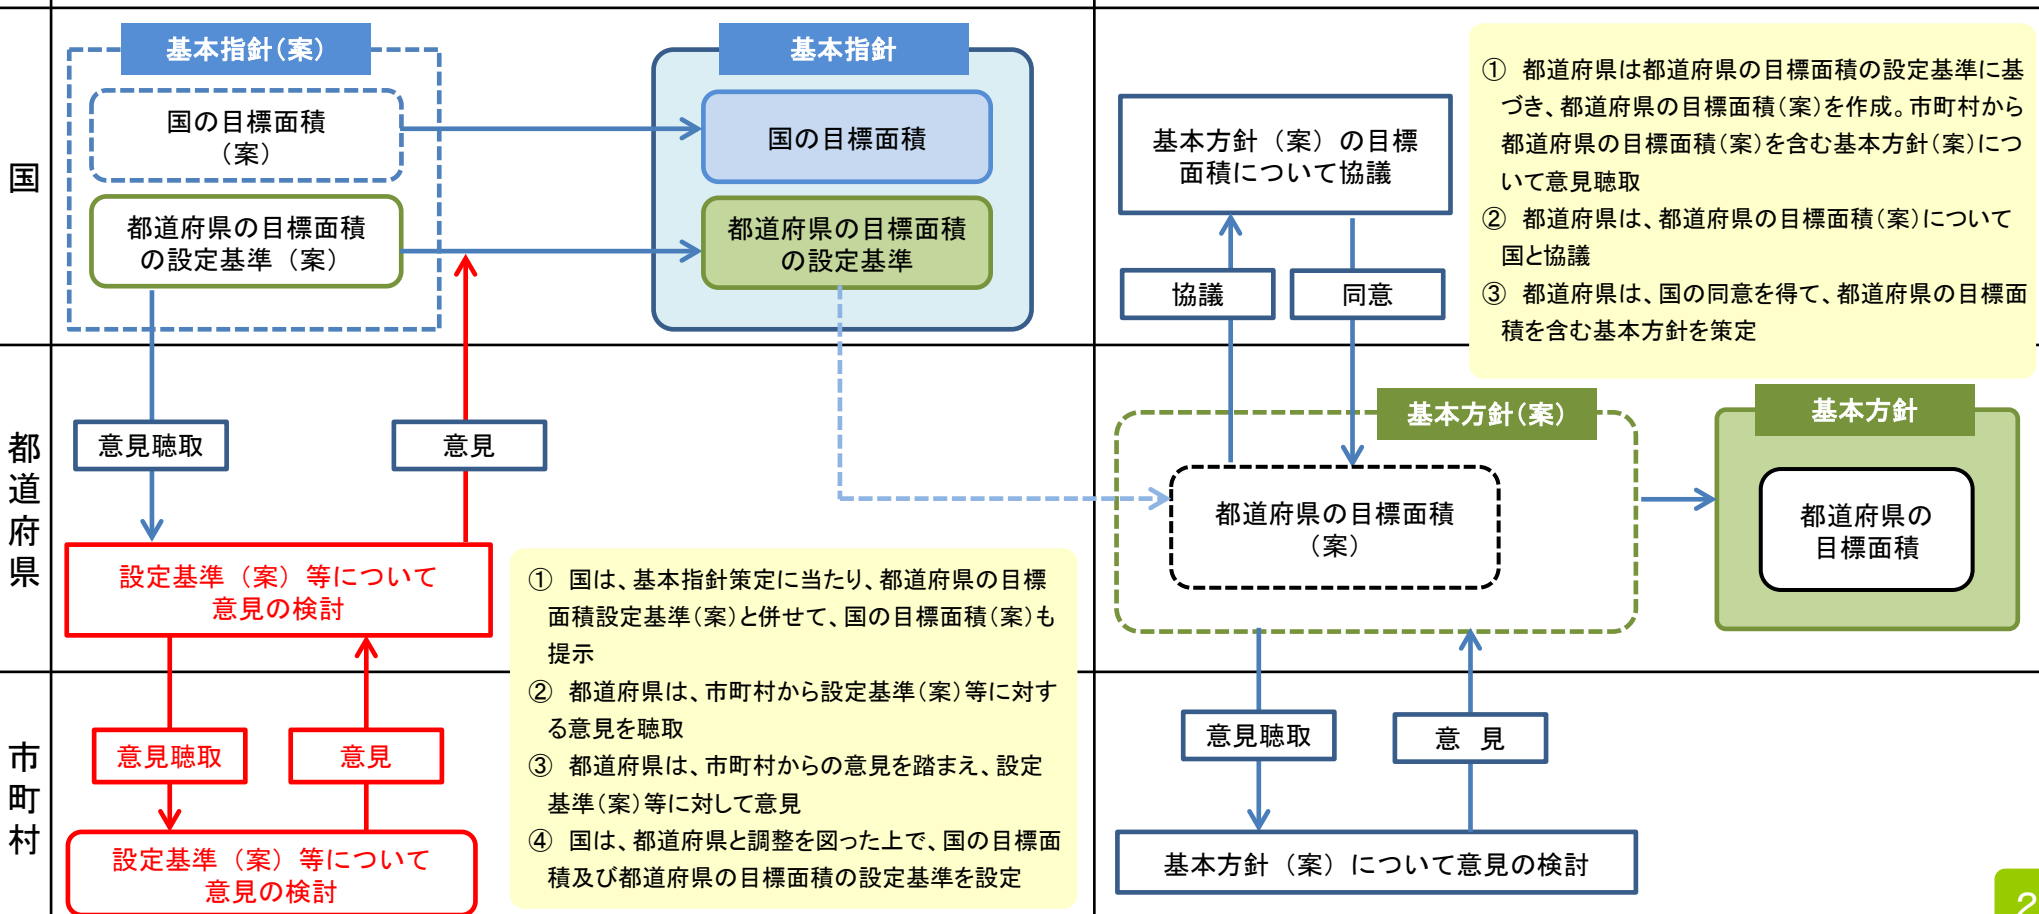 国
基本指針（案）
国の目標面積
（案）
都道府県の目標面積
の設定基準（案）
基本指針
国の目標面積
都道府県の目標面積
の設定基準
基本方針（案）の目標
面積について協議
協議
同意
① 都道府県は都道府県の目標面積の設定基準に基
づき、都道府県の目標面積（案）を作成。市町村から
都道府県の目標面積（案）を含む基本方針（案）につ
いて意見聴取
② 都道府県は、都道府県の目標面積（案）について
国と協議
③ 都道府県は、国の同意を得て、都道府県の目標面
積を含む基本方針を策定
都道府県
意見聴取
意見
設定基準（案）等について
意見の検討
基本方針（案）
都道府県の目標面積
（案）
基本方針
都道府県の
目標面積
① 国は、基本指針策定に当たり、都道府県の目標
面積設定基準（案）と併せて、国の目標面積（案）も
提示
② 都道府県は、市町村から設定基準（案）等に対す
る意見を聴取
③ 都道府県は、市町村からの意見を踏まえ、設定
基準（案）等に対して意見
④ 国は、都道府県と調整を図った上で、国の目標面
積及び都道府県の目標面積の設定基準を設定
市町村
意見聴取
意見
設定基準（案）等について
意見の検討
意見聴取
意 見
基本方針（案）について意見の検討
2